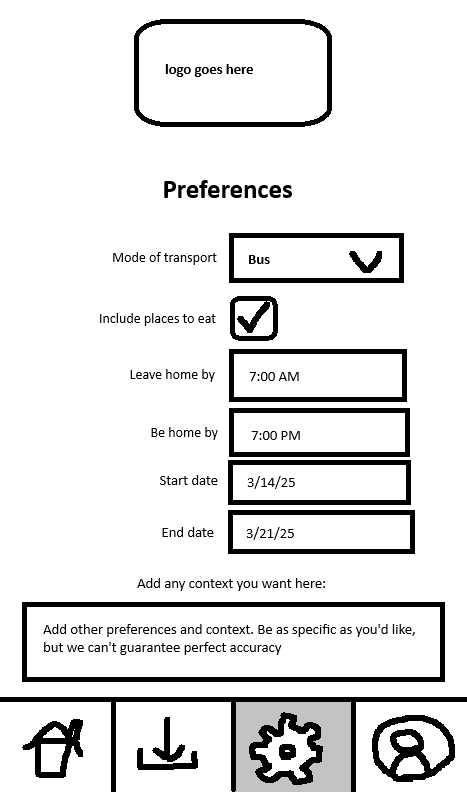 logo goes here
Preferences
Mode of transport
Bus
Include places to eat
Leave home by
7:00 AM
Be home by
7:00 PM
Start date
3/14/25
End date
3/21/25
Add any context you want here:
Add other preferences and context. Be as specific as you'd like,
but we can't guarantee perfect accuracy